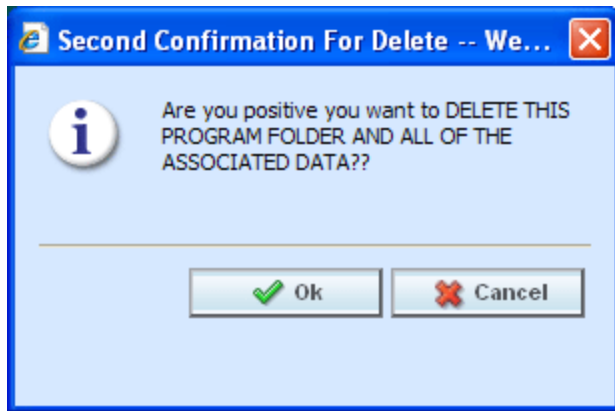 Second Confirmation For Delete -- We...
Are you positive you want to DELETE THIS
PROGRAM FOLDER AND ALL OF THE
ASSOCIATED DATA??
Ok
Cancel